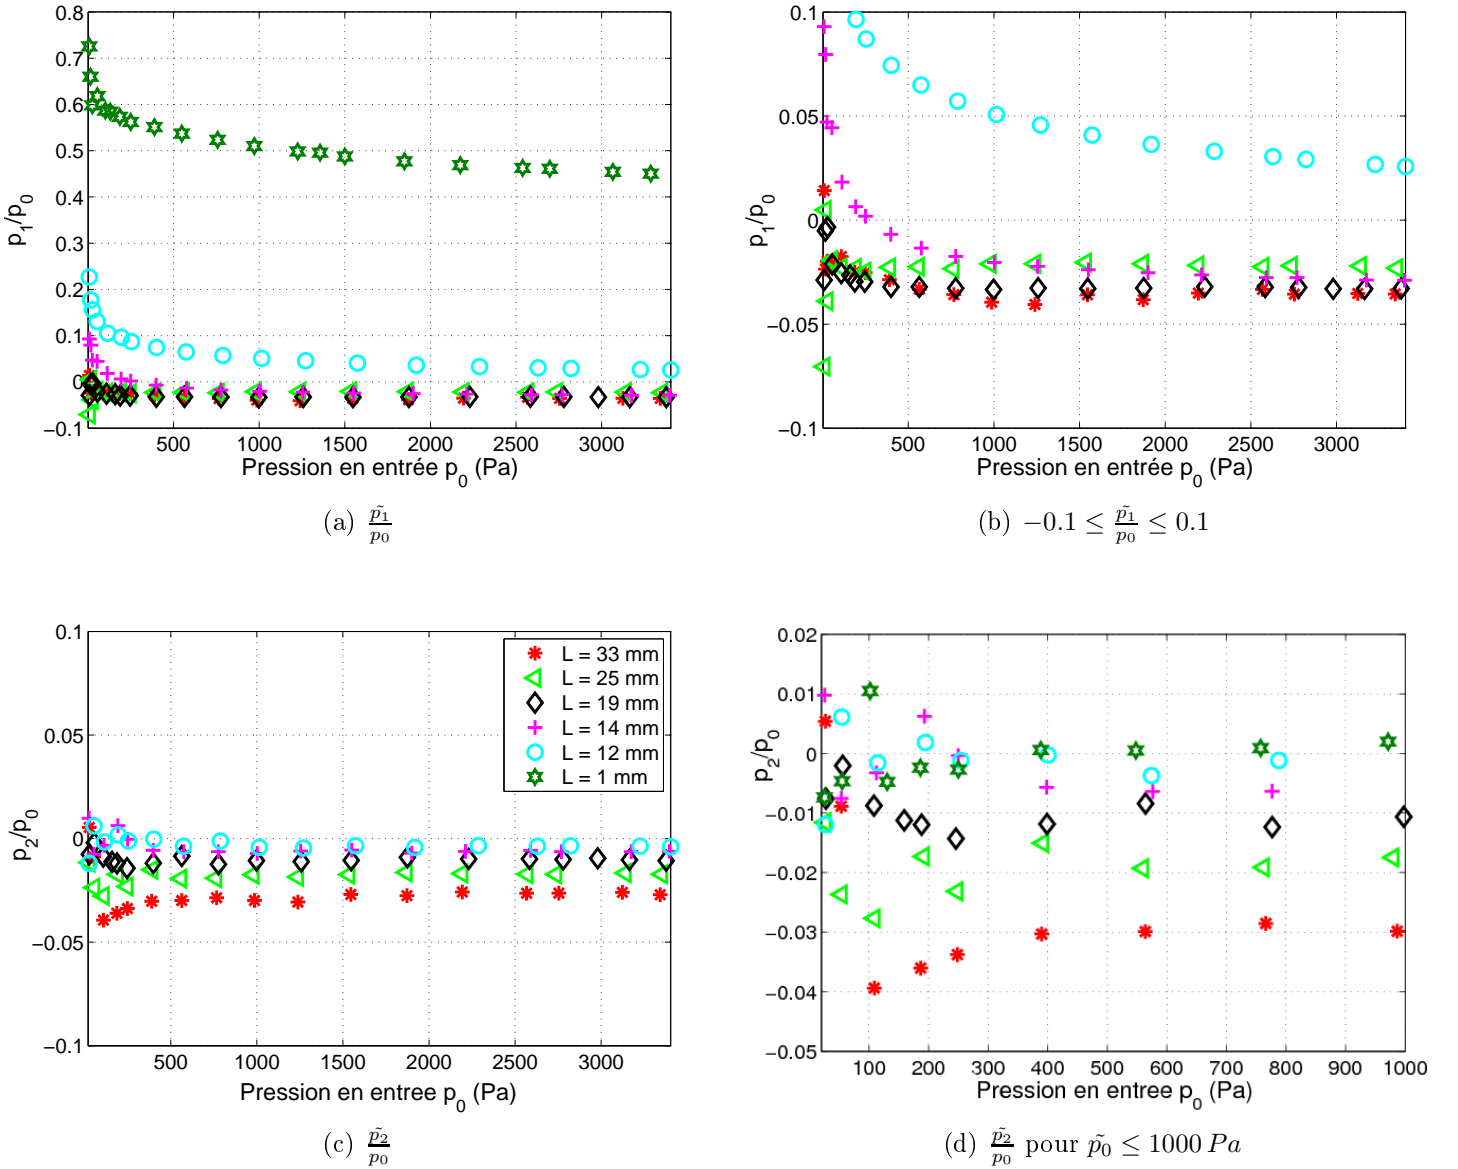 0.8
0.7
0.6
0.5
0.4
0.3
0.2
0.1
0
−0.1
p1/p0
500 1000 1500 2000 2500 3000
Pression en entrée p0 (Pa)
(a) p̃1/p0
0.1
0.05
0
−0.05
−0.1
p1/p0
500 1000 1500 2000 2500 3000
Pression en entrée p0 (Pa)
(b) −0.1 ≤ p̃1/p0 ≤ 0.1
0.1
0.05
0
−0.05
−0.1
p2/p0
L = 33 mm
L = 25 mm
L = 19 mm
L = 14 mm
L = 12 mm
L = 1 mm
500 1000 1500 2000 2500 3000
Pression en entree p0 (Pa)
(c) p̃2/p0
0.02
0.01
0
−0.01
−0.02
−0.03
−0.04
−0.05
p2/p0
100 200 300 400 500 600 700 800 900 1000
Pression en entree p0 (Pa)
(d) p̃2/p0 pour p̃0 ≤ 1000 Pa